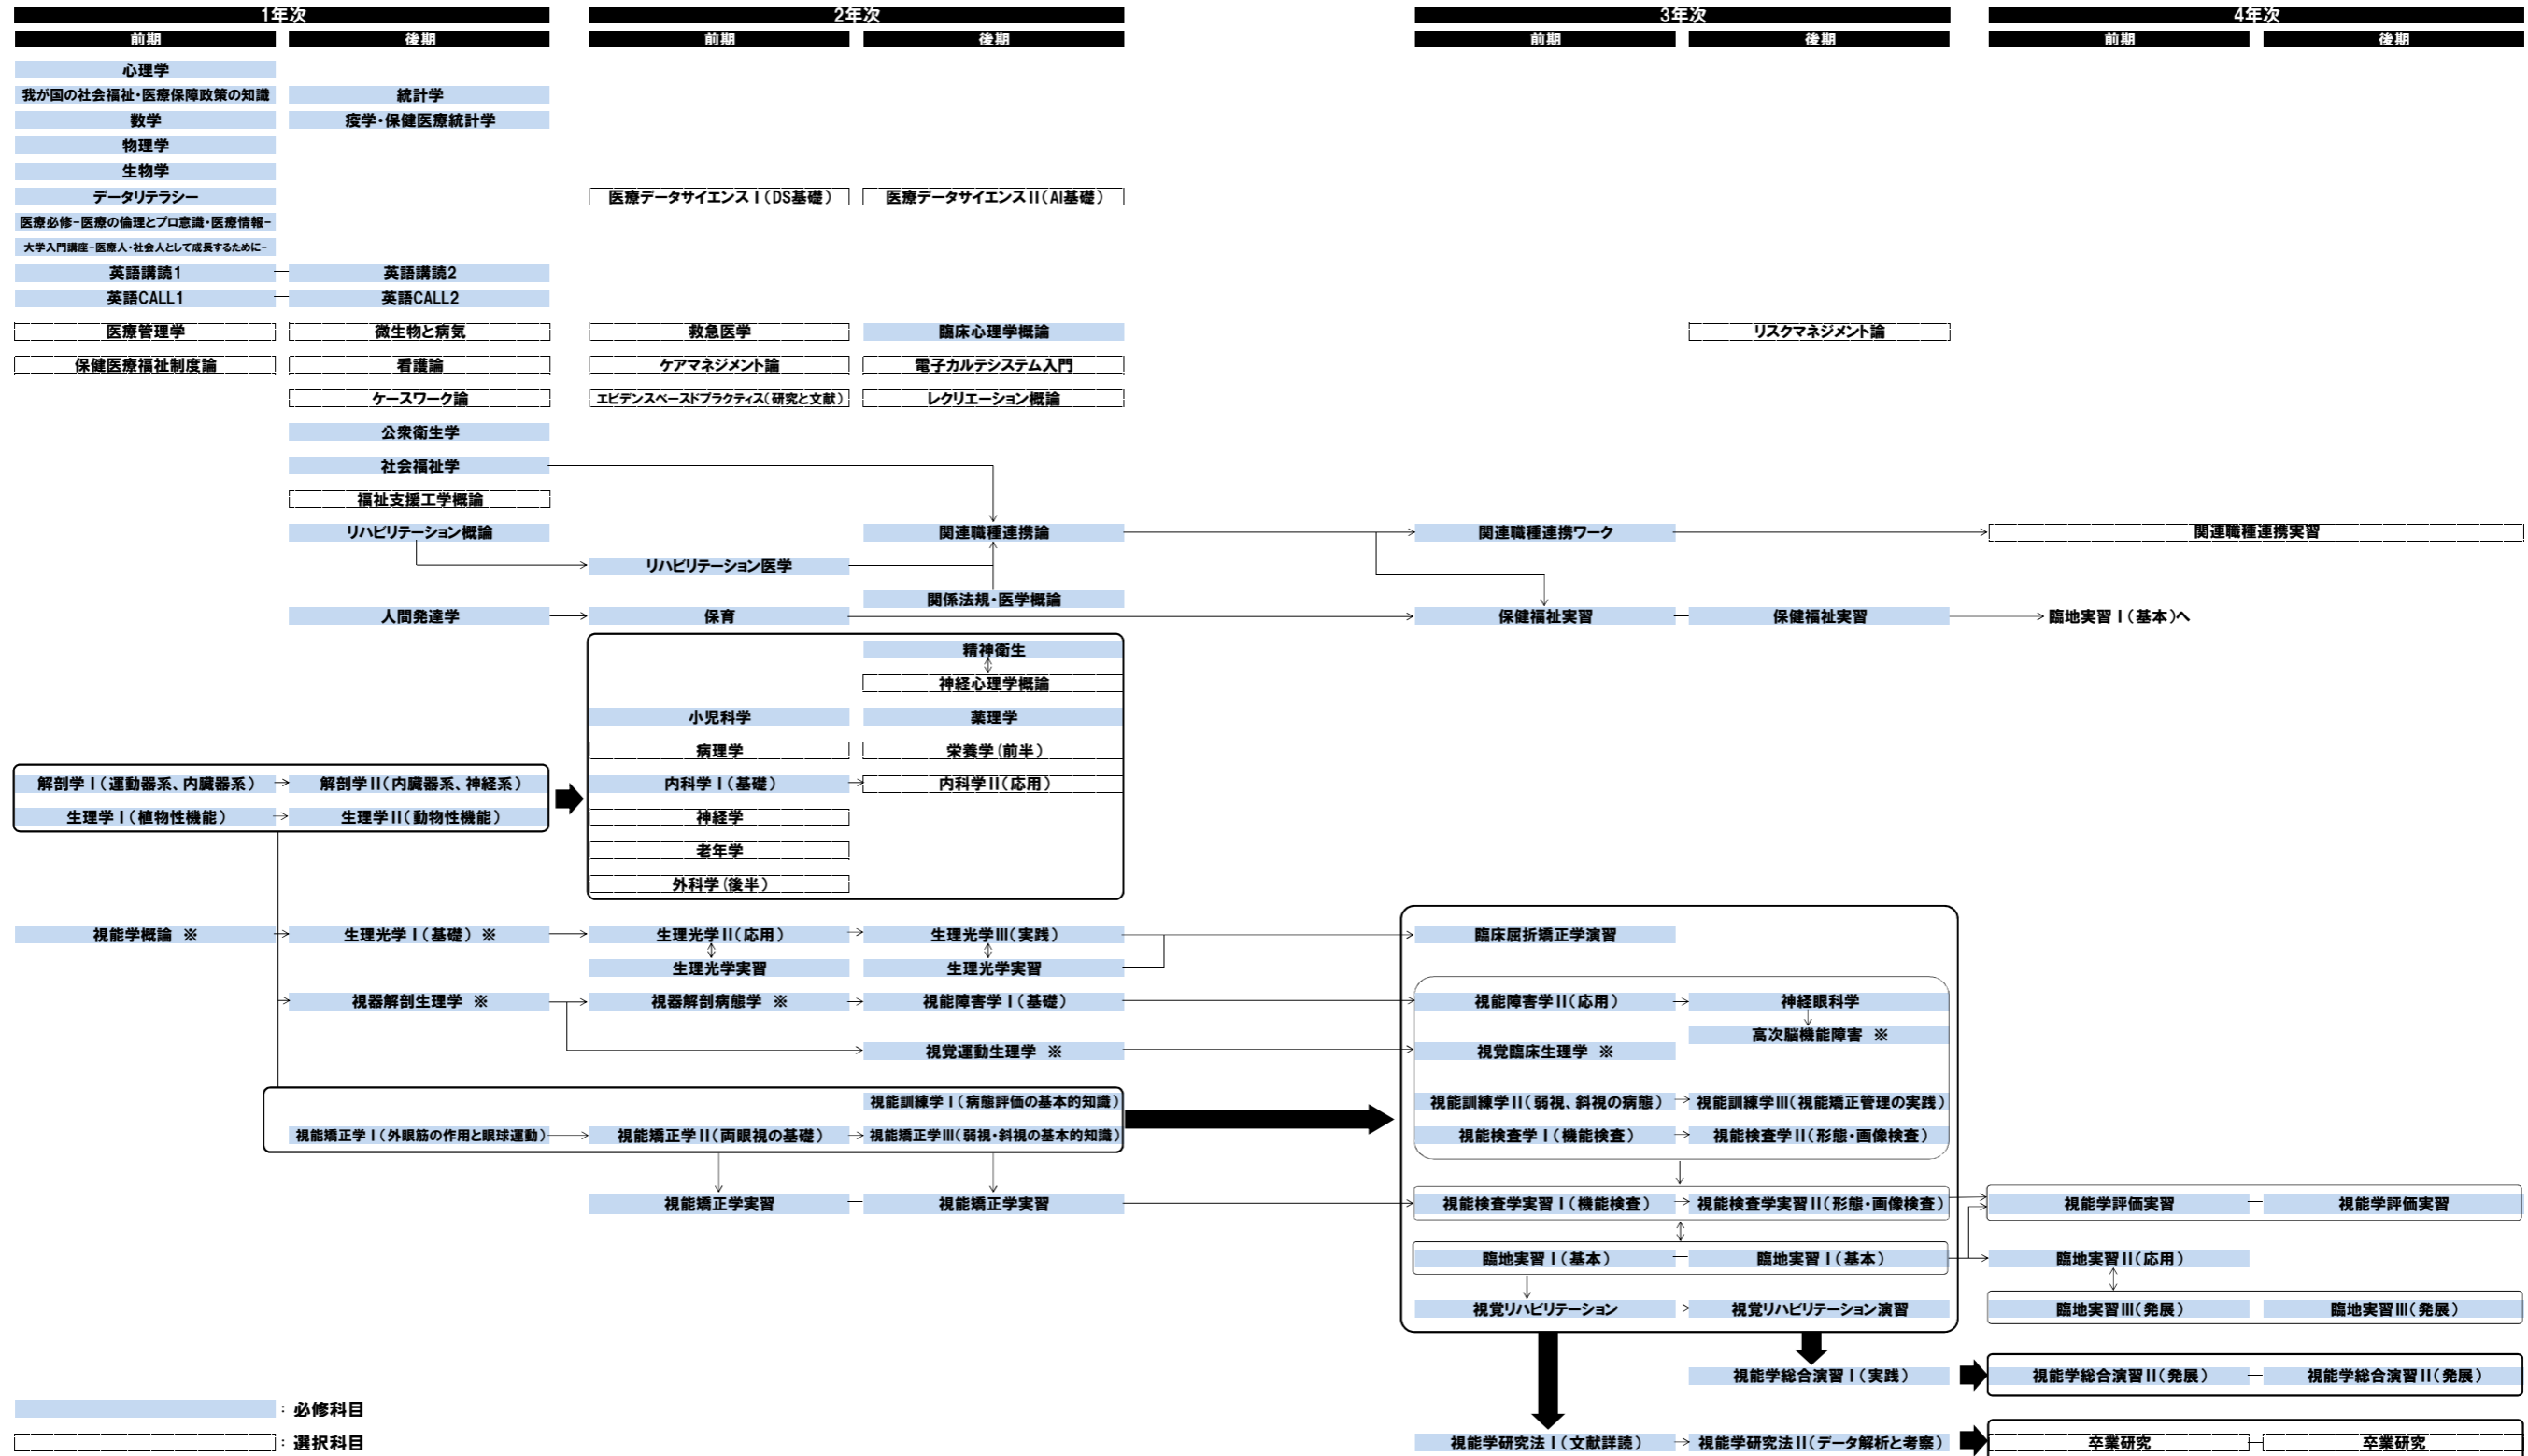 1年次 2年次 3年次 4年次
前期 後期 前期 後期 前期 後期 前期 後期
心理学
我が国の社会福祉・医療保障政策の知識 統計学
数学 疫学・保健医療統計学
物理学
生物学
データリテラシー 医療データサイエンスⅠ(DS基礎) 医療データサイエンスⅡ(AI基礎)
医療必修-医療の倫理とプロ意識・医療情報-
大学入門講座-医療人・社会人として成長するために-
英語講読1 英語講読2
英語CALL1 英語CALL2
医療管理学 微生物と病気 救急医学 臨床心理学概論 リスクマネジメント論
保健医療福祉制度論 看護論 ケアマネジメント論 電子カルテシステム入門
ケースワーク論 エビデンスベースドプラクティス(研究と文献) レクリエーション概論
公衆衛生学
社会福祉学
福祉支援工学概論
リハビリテーション概論 関連職種連携論 関連職種連携ワーク 関連職種連携実習
リハビリテーション医学
関係法規・医学概論
人間発達学 保育 保健福祉実習 保健福祉実習 臨地実習Ⅰ(基本)へ
精神衛生
神経心理学概論
小児科学 薬理学
病理学 栄養学(前半)
解剖学Ⅰ(運動器系、内臓器系) 解剖学Ⅱ(内臓器系、神経系) 内科学Ⅰ(基礎) 内科学Ⅱ(応用)
生理学Ⅰ(植物性機能) 生理学Ⅱ(動物性機能) 神経学
老年学
外科学(後半)
視能学概論 ※ 生理光学Ⅰ(基礎) ※ 生理光学Ⅱ(応用) 生理光学Ⅲ(実践) 臨床屈折矯正学演習
生理光学実習 生理光学実習
視器解剖生理学 ※ 視器解剖病態学 ※ 視能障害学Ⅰ(基礎) 視能障害学Ⅱ(応用) 神経眼科学
高次脳機能障害 ※
視覚運動生理学 ※ 視覚臨床生理学 ※
視能訓練学Ⅰ(病態評価の基本的知識) 視能訓練学Ⅱ(弱視、斜視の病態) 視能訓練学Ⅲ(視能矯正管理の実践)
視能矯正学Ⅰ(外眼筋の作用と眼球運動) 視能矯正学Ⅱ(両眼視の基礎) 視能矯正学Ⅲ(弱視・斜視の基本的知識) 視能検査学Ⅰ(機能検査) 視能検査学Ⅱ(形態・画像検査)
視能矯正学実習 視能矯正学実習 視能検査学実習Ⅰ(機能検査) 視能検査学実習Ⅱ(形態・画像検査) 視能学評価実習 視能学評価実習
臨地実習Ⅰ(基本) 臨地実習Ⅰ(基本) 臨地実習Ⅱ(応用)
視覚リハビリテーション 視覚リハビリテーション演習 臨地実習Ⅲ(発展) 臨地実習Ⅲ(発展)
視能学総合演習Ⅰ(実践) 視能学総合演習Ⅱ(発展) 視能学総合演習Ⅱ(発展)
:必修科目
:選択科目 視能学研究法Ⅰ(文献詳読) 視能学研究法Ⅱ(データ解析と考察) 卒業研究 卒業研究